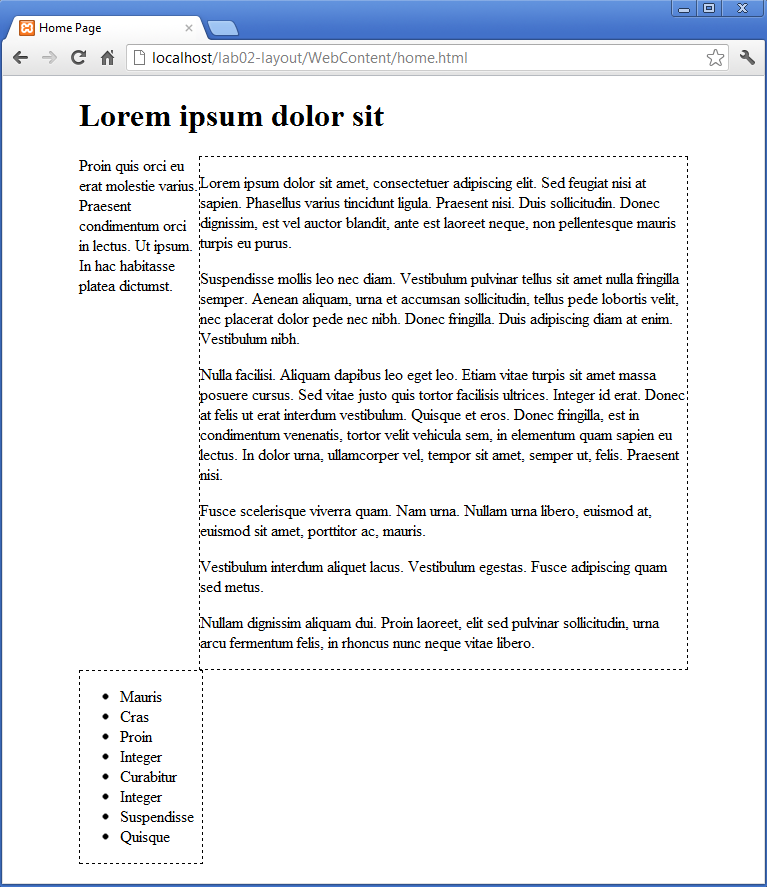 Home Page
localhost/lab02-layout/WebContent/home.html
Lorem ipsum dolor sit
Proin quis orci eu
erat molestie varius.
Praesent
condimentum orci
in lectus. Ut ipsum.
In hac habitasse
platea dictumst.
Lorem ipsum dolor sit amet, consectetuer adipiscing elit. Sed feugiat nisi at
sapien. Phasellus varius tincidunt ligula. Praesent nisi. Duis sollicitudin. Donec
dignissim, est vel auctor blandit, ante est laoreet neque, non pellentesque mauris
turpis eu purus.
Suspendisse mollis leo nec diam. Vestibulum pulvinar tellus sit amet nulla fringilla
semper. Aenean aliquam, urna et accumsan sollicitudin, tellus pede lobortis velit,
nec placerat dolor pede nec nibh. Donec fringilla. Duis adipiscing diam at enim.
Vestibulum nibh.
Nulla facilisi. Aliquam dapibus leo eget leo. Etiam vitae turpis sit amet massa
posuere cursus. Sed vitae justo quis tortor facilisis ultrices. Integer id erat. Donec
at felis ut erat interdum vestibulum. Quisque et eros. Donec fringilla, est in
condimentum venenatis, tortor velit vehicula sem, in elementum quam sapien eu
lectus. In dolor urna, ullamcorper vel, tempor sit amet, semper ut, felis. Praesent
nisi.
Fusce scelerisque viverra quam. Nam urna. Nullam urna libero, euismod at,
euismod sit amet, porttitor ac, mauris.
Vestibulum interdum aliquet lacus. Vestibulum egestas. Fusce adipiscing quam
sed metus.
Nullam dignissim aliquam dui. Proin laoreet, elit sed pulvinar sollicitudin, urna
arcu fermentum felis, in rhoncus nunc neque vitae libero.
Mauris
Cras
Proin
Integer
Curabitur
Integer
Suspendisse
Quisque